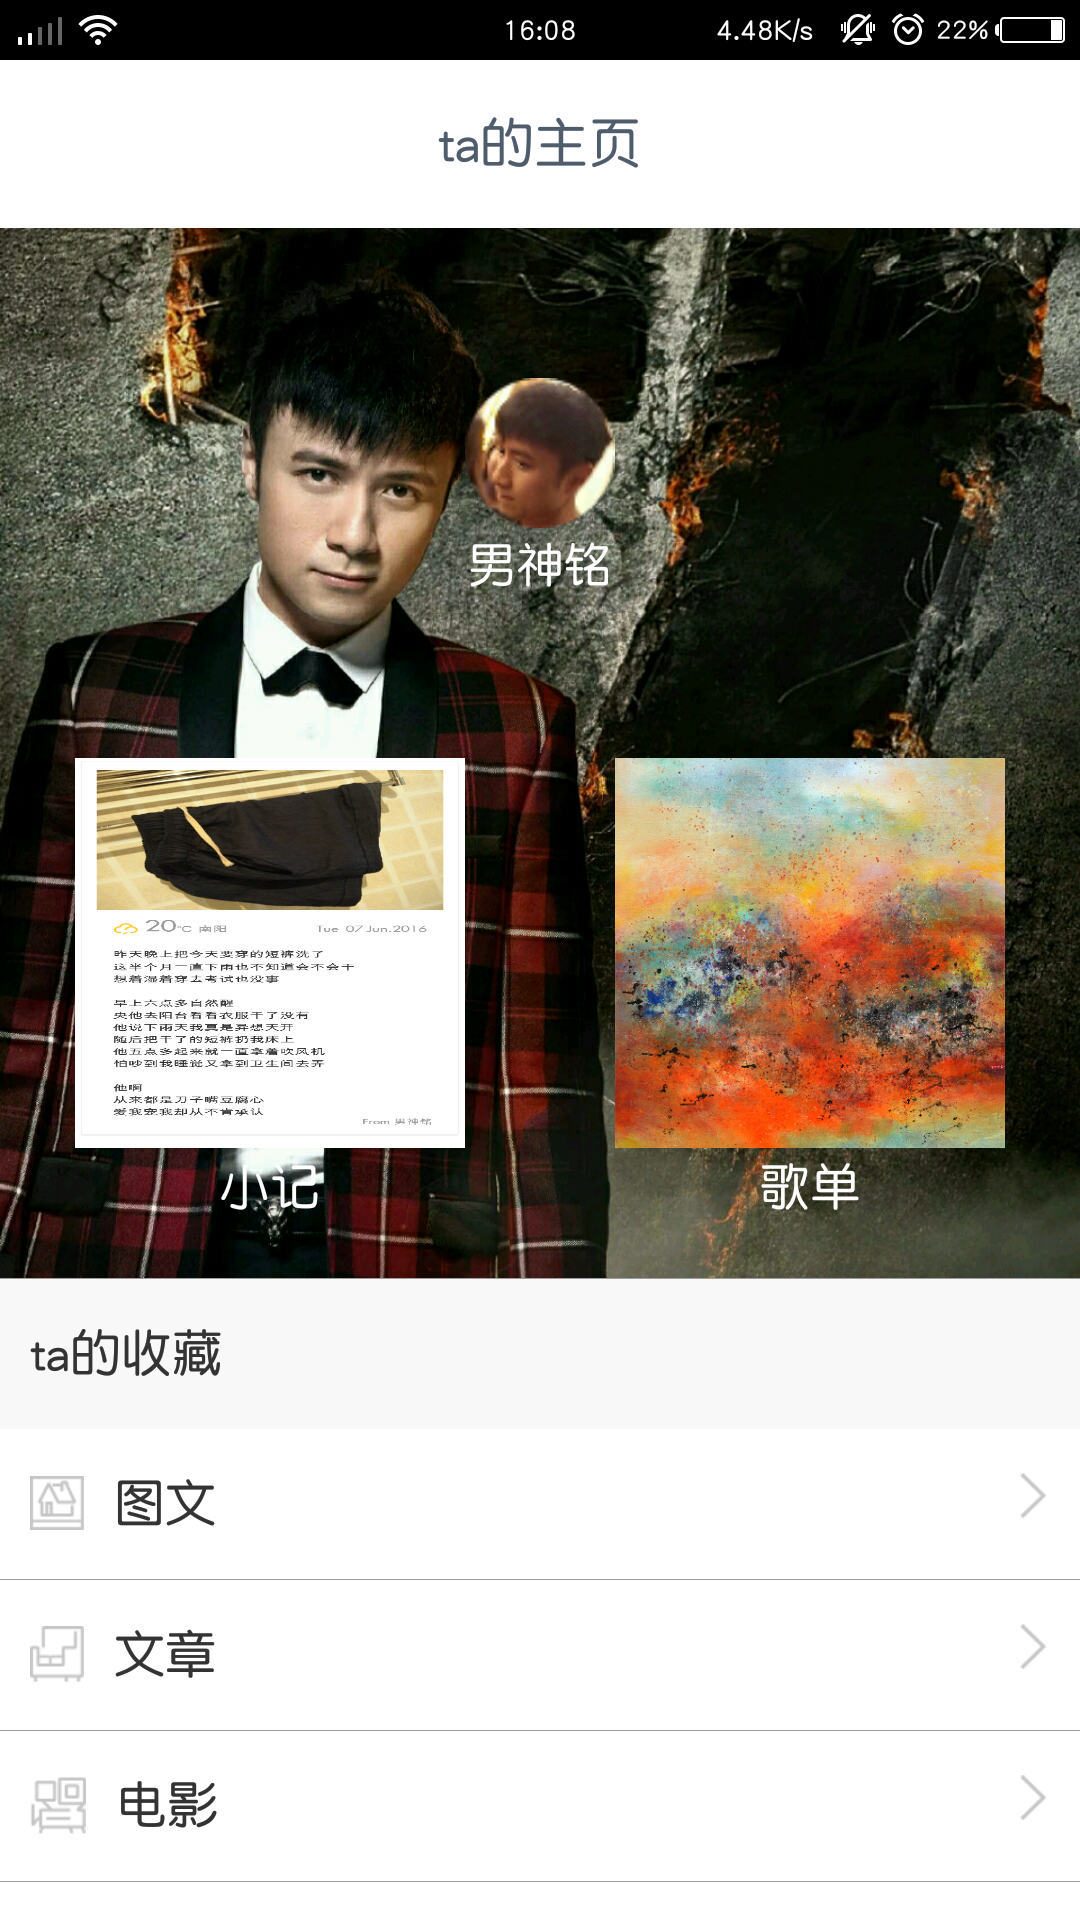 16:08
4.48K/s
22%
ta的主页
男神铭
20℃ 南阳
Tue 07 Jun.2016
昨天晚上把今天要穿的短裤洗了
这半个月一直下雨也不知道会不会干
想着湿着穿去考试也没事
早上六点多自然醒
央他去阳台看看衣服干了没有
他说下雨天我真是异想天开
随后把干了的短裤扔我床上
他五点多起来就一直拿着吹风机
怕吵到我睡觉又拿到卫生间去弄
他啊
从来都是刀子嘴豆腐心
爱我宠我却从不肯承认
From 男神铭
小记
歌单
ta的收藏
图文
文章
电影